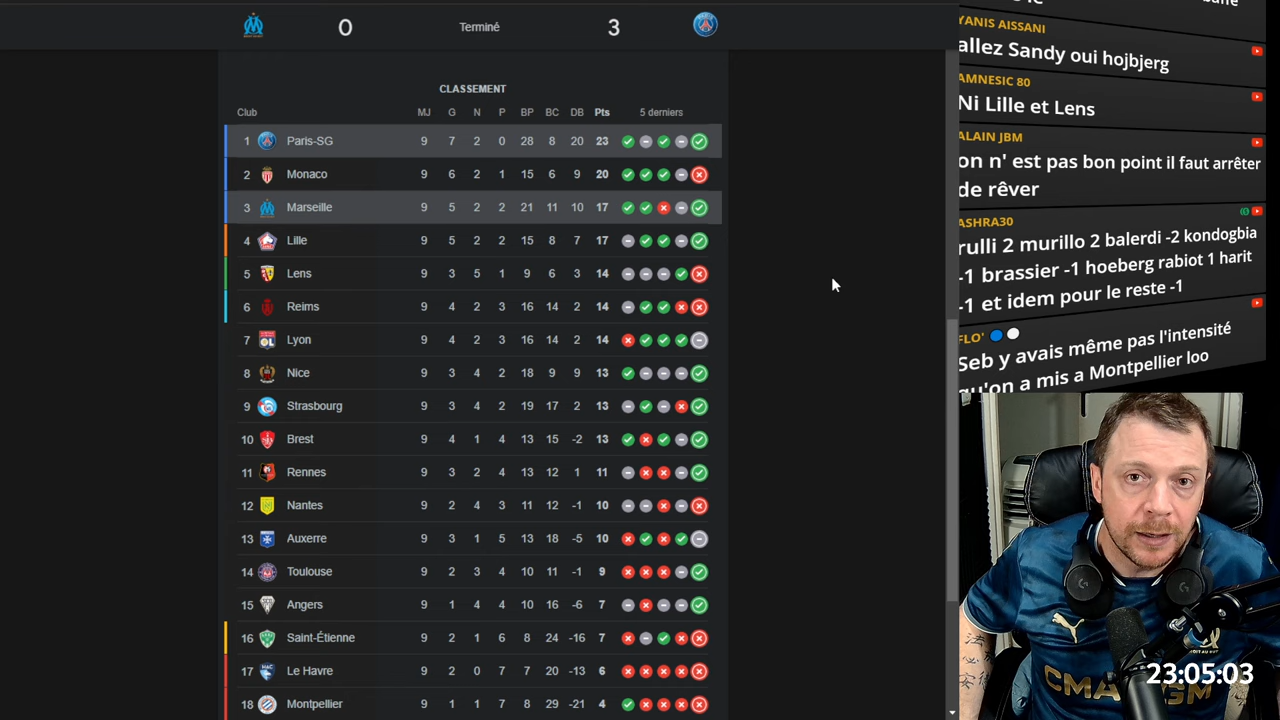 0 Terminé 3
CLASSEMENT
Club MJ G N P BP BC DB Pts 5 derniers
1 Paris-SG 9 7 2 0 28 8 20 23
2 Monaco 9 6 2 1 15 6 9 20
3 Marseille 9 5 2 2 21 11 10 17
4 Lille 9 5 2 2 15 8 7 17
5 Lens 9 3 5 1 9 6 3 14
6 Reims 9 4 2 3 16 14 2 14
7 Lyon 9 4 2 3 16 14 2 14
8 Nice 9 3 4 2 18 9 9 13
9 Strasbourg 9 3 4 2 19 17 2 13
10 Brest 9 4 1 4 13 15 -2 13
11 Rennes 9 3 2 4 13 12 1 11
12 Nantes 9 2 4 3 11 12 -1 10
13 Auxerre 9 3 1 5 13 18 -5 10
14 Toulouse 9 2 3 4 10 11 -1 9
15 Angers 9 1 4 4 10 16 -6 7
16 Saint-Étienne 9 2 1 6 8 24 -16 7
17 Le Havre 9 2 0 7 7 20 -13 6
18 Montpellier 9 1 1 7 8 29 -21 4
YANIS AISSANI
allez Sandy oui hojbjerg
AMNESIC 80
Ni Lille et Lens
ALAIN JBM
on n' est pas bon point il faut arrêter
de rêver
ASHRA30
rulli 2 murillo 2 balerdi -2 kondogbia
-1 brassier -1 hoeberg rabiot 1 harit
-1 et idem pour le reste -1
FLO'
Seb y avais même pas l'intensité
qu'on a mis a Montpellier loo
23:05:03